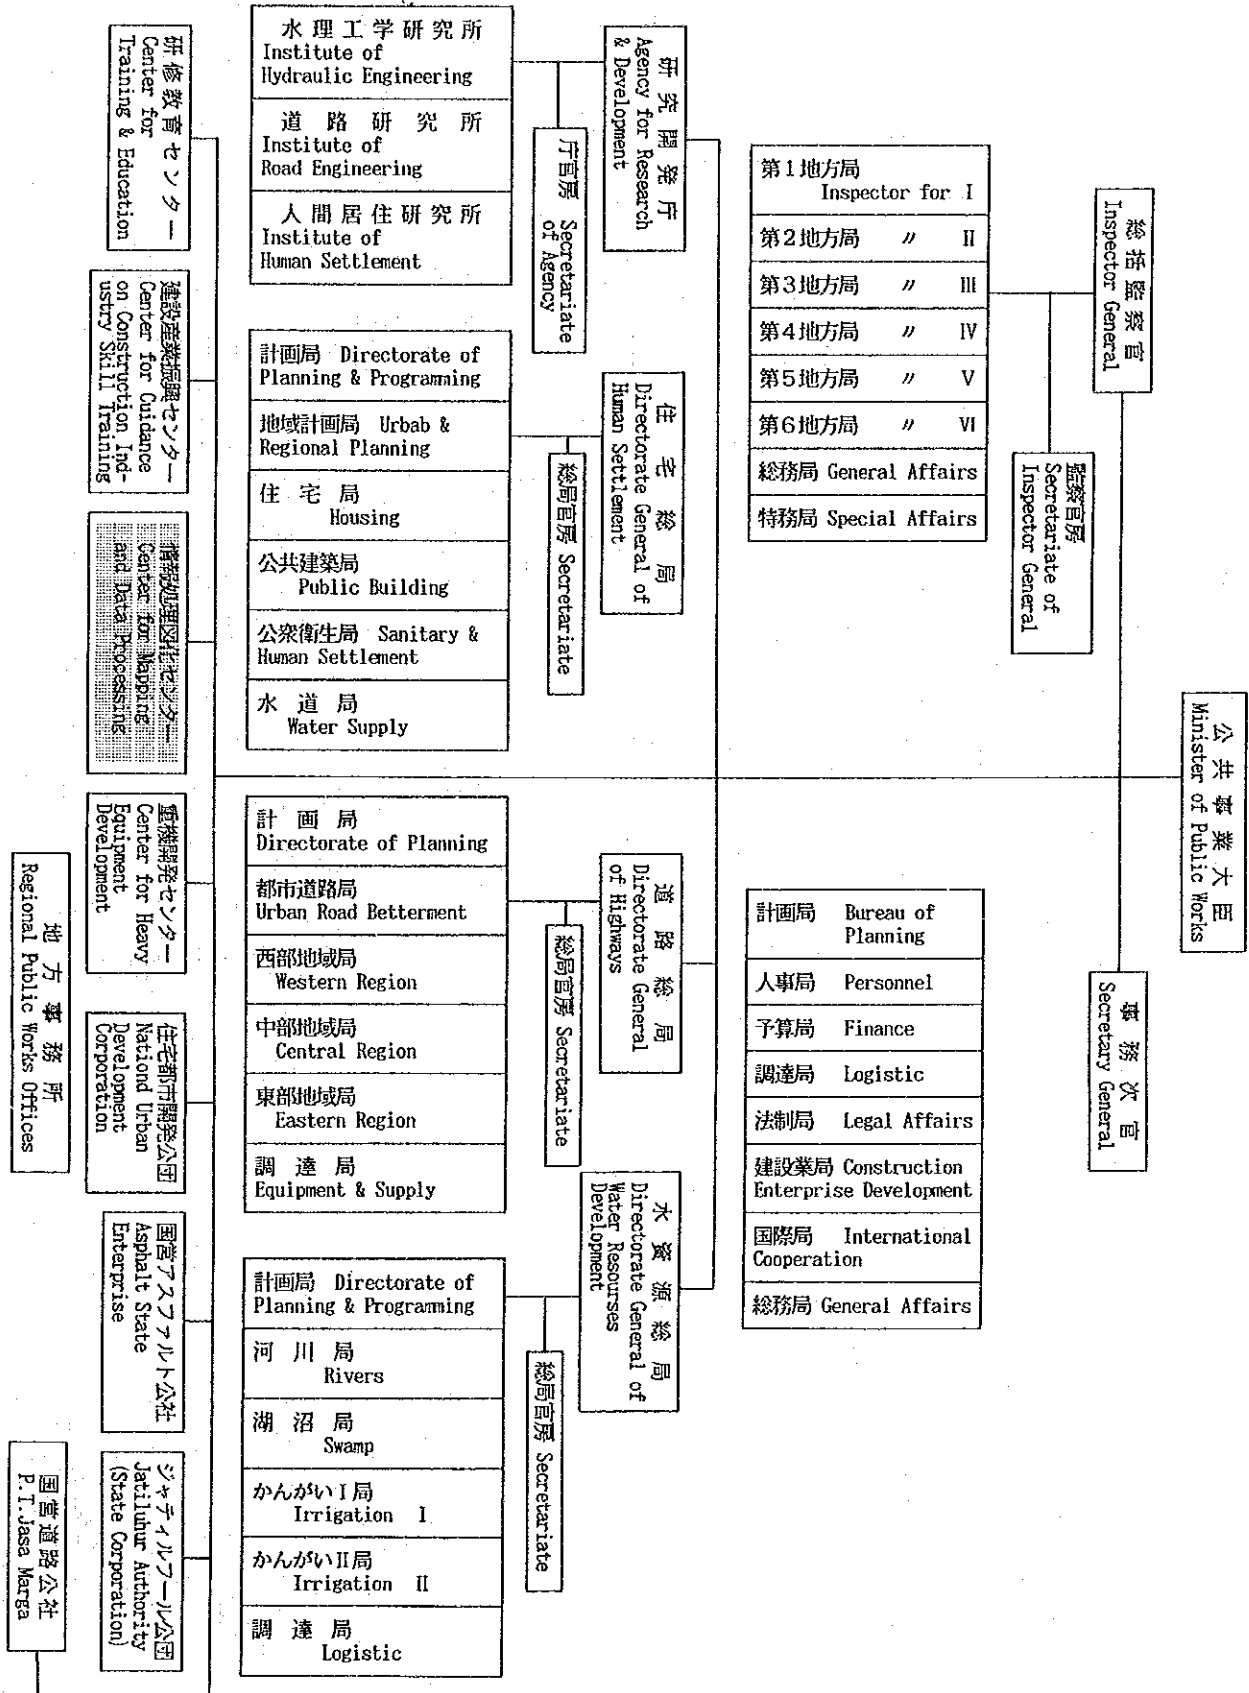 公共事業大臣
Minister of Public Works
総括監察官
Inspector General
事務次官
Secretary General
監察官房
Secretariate of
Inspector General
第1地方局
Inspector for I
第2地方局 〃 II
第3地方局 〃 III
第4地方局 〃 IV
第5地方局 〃 V
第6地方局 〃 VI
総務局 General Affairs
特務局 Special Affairs
計画局 Bureau of
Planning
人事局 Personnel
予算局 Finance
調達局 Logistic
法制局 Legal Affairs
建設業局 Construction
Enterprise Development
国際局 International
Cooperation
総務局 General Affairs
研究開発庁
Agency for Research
& Development
庁官房 Secretariate
of Agency
水理工学研究所
Institute of
Hydraulic Engineering
道路研究所
Institute of
Road Engineering
人間居住研究所
Institute of
Human Settlement
住宅総局
Directorate General of
Human Settlement
総局官房 Secretariate
計画局 Directorate of
Planning & Programming
地域計画局 Urbab &
Regional Planning
住宅局
Housing
公共建築局
Public Building
公衆衛生局 Sanitary &
Human Settlement
水道局
Water Supply
道路総局
Directorate General
of Highways
総局官房 Secretariate
計画局
Directorate of Planning
都市道路局
Urban Road Betterment
西部地域局
Western Region
中部地域局
Central Region
東部地域局
Eastern Region
調達局
Equipment & Supply
水資源総局
Directorate General of
Water Resourses
Development
総局官房 Secretariate
計画局 Directorate of
Planning & Programming
河川局
Rivers
湖沼局
Swamp
かんがいI局
Irrigation I
かんがいII局
Irrigation II
調達局
Logistic
研修教育センター
Center for
Training & Education
建設産業振興センター
Center for Cuidance
on Construction Ind-
ustry Skill Training
情報処理図化センター
Center for Mapping
and Data Processing
重機開発センター
Center for Heavy
Equipment
Development
住宅都市開発公団
Nationd Urban
Development
Corporation
国営アスファルト公社
Asphalt State
Enterprise
ジャティルフール公団
Jatiluhur Authority
(State Corporation)
地方事務所
Regional Public Works Offices
国営道路公社
P.T.Jasa Marga